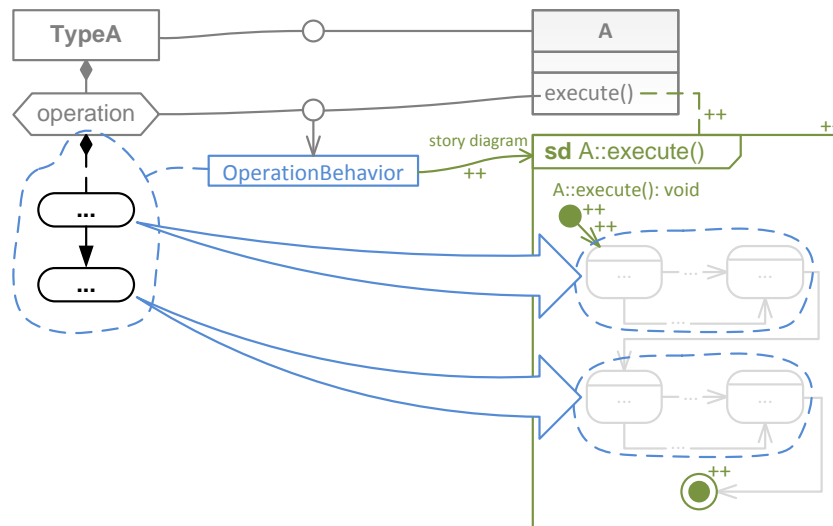 TypeA
A
operation
execute()
++
++
story diagram
++
sd A::execute()
OperationBehavior
A::execute(): void
++
++
...
...
...
...
...
...
...
...
...
...
++